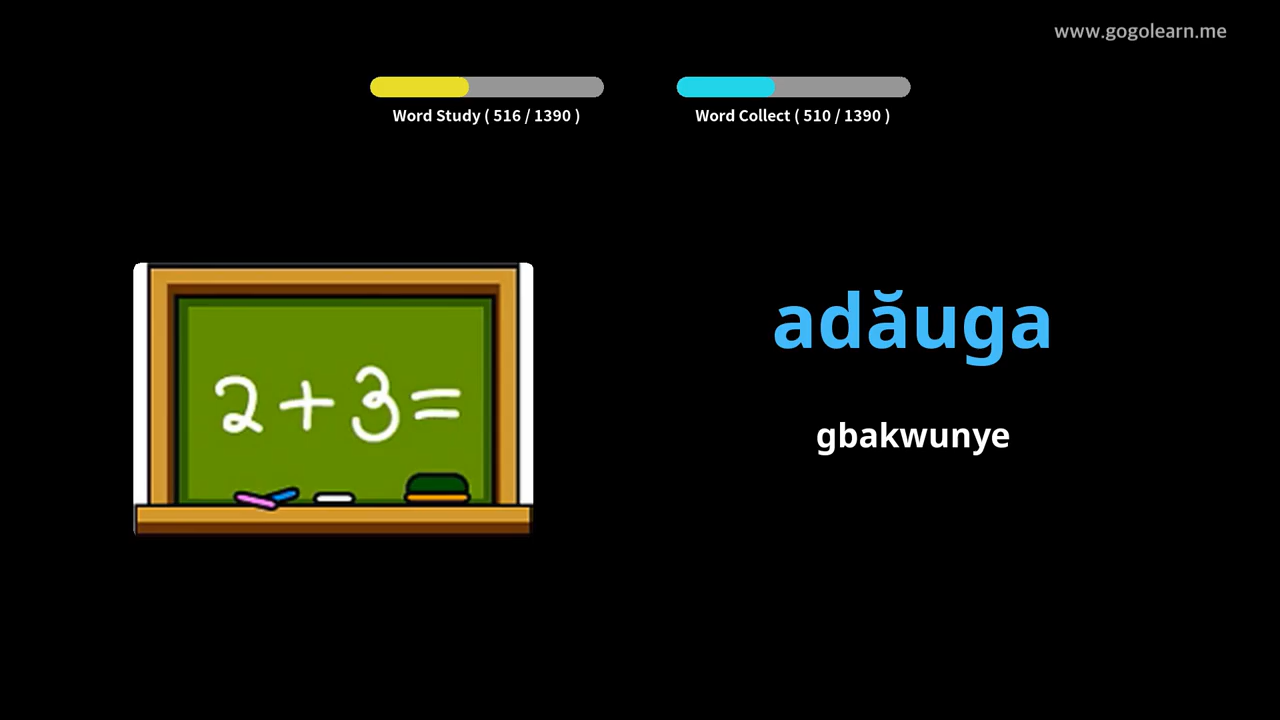 www.gogolearn.me
Word Study ( 516 / 1390 )
Word Collect ( 510 / 1390 )
2 + 3 =
adăuga
gbakwunye